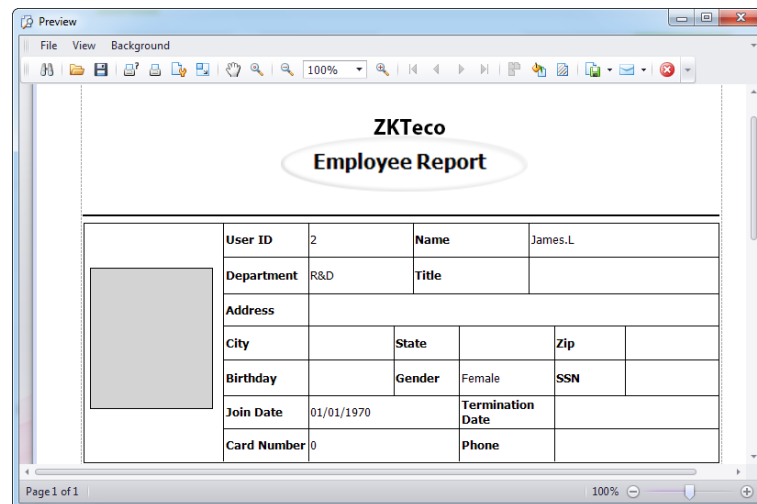 Preview
File View Background
100%
ZKTeco
Employee Report
User ID 2 Name James.L
Department R&D Title
Address
City State Zip
Birthday Gender Female SSN
Join Date 01/01/1970 Termination Date
Card Number 0 Phone
Page 1 of 1 100%